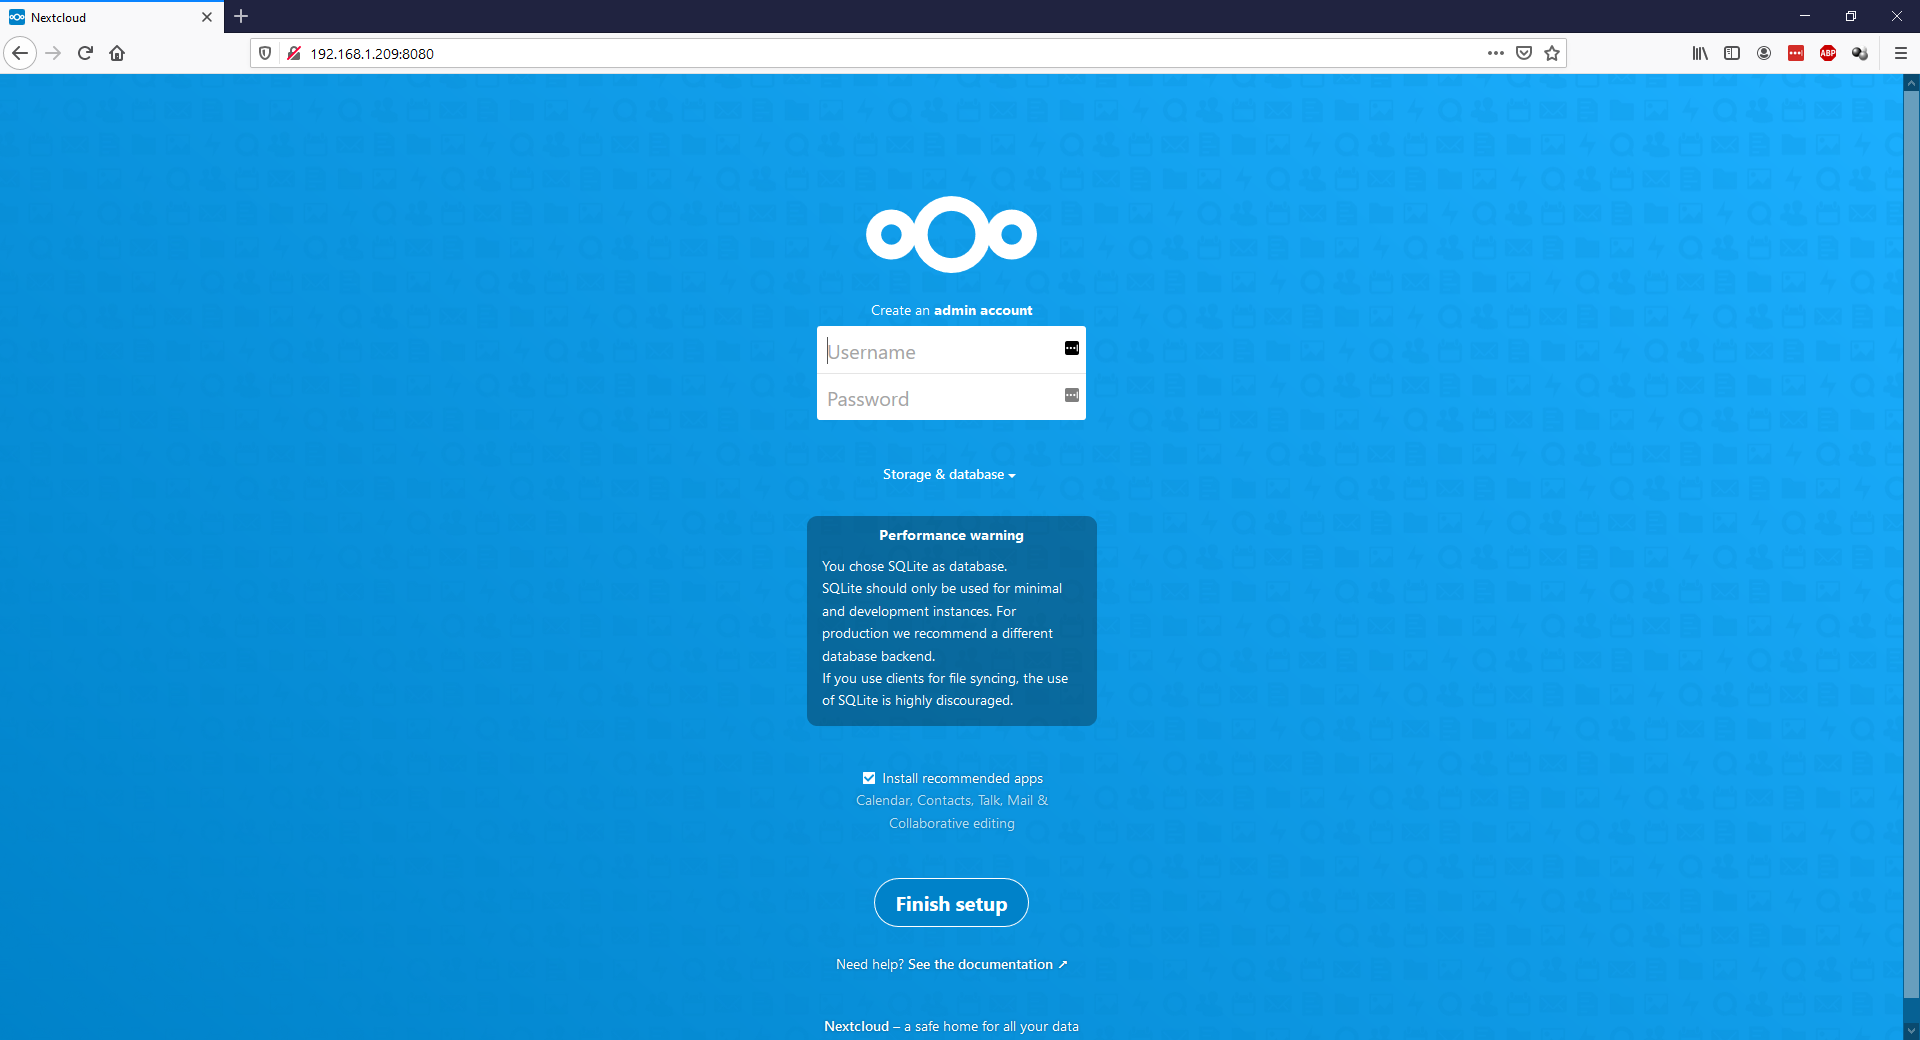 Nextcloud
192.168.1.209:8080
ABP
Create an admin account
Username
Password
Storage & database
Performance warning
You chose SQLite as database.
SQLite should only be used for minimal
and development instances. For
production we recommend a different
database backend.
If you use clients for file syncing, the use
of SQLite is highly discouraged.
Install recommended apps
Calendar, Contacts, Talk, Mail &
Collaborative editing
Finish setup
Need help? See the documentation ↗
Nextcloud – a safe home for all your data